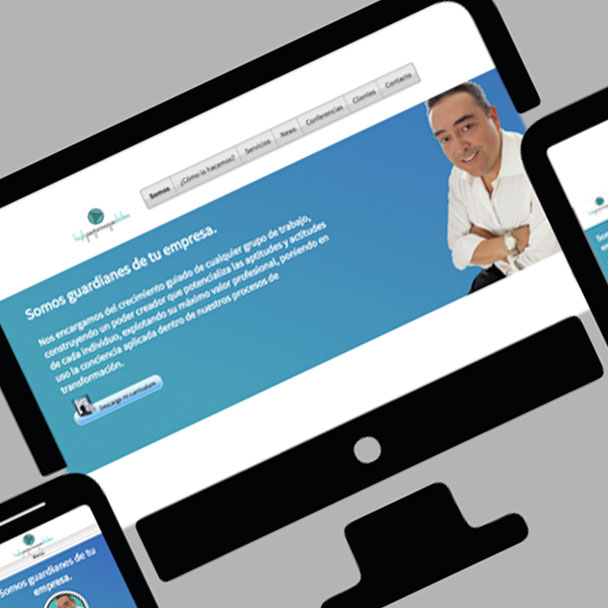 Somos
¿Cómo lo hacemos?
Servicios
News
Conferencias
Clientes
Contacto
Somos guardianes de tu empresa.
Nos encargamos del crecimiento guiado de cualquier grupo de trabajo,
construyendo un poder creador que potencializa las aptitudes y actitudes
de cada individuo, explotando su máximo valor profesional, poniendo en
uso la conciencia aplicada dentro de nuestros procesos de
transformación.
Descarga mi curriculum
Somos guardianes de tu
empresa.